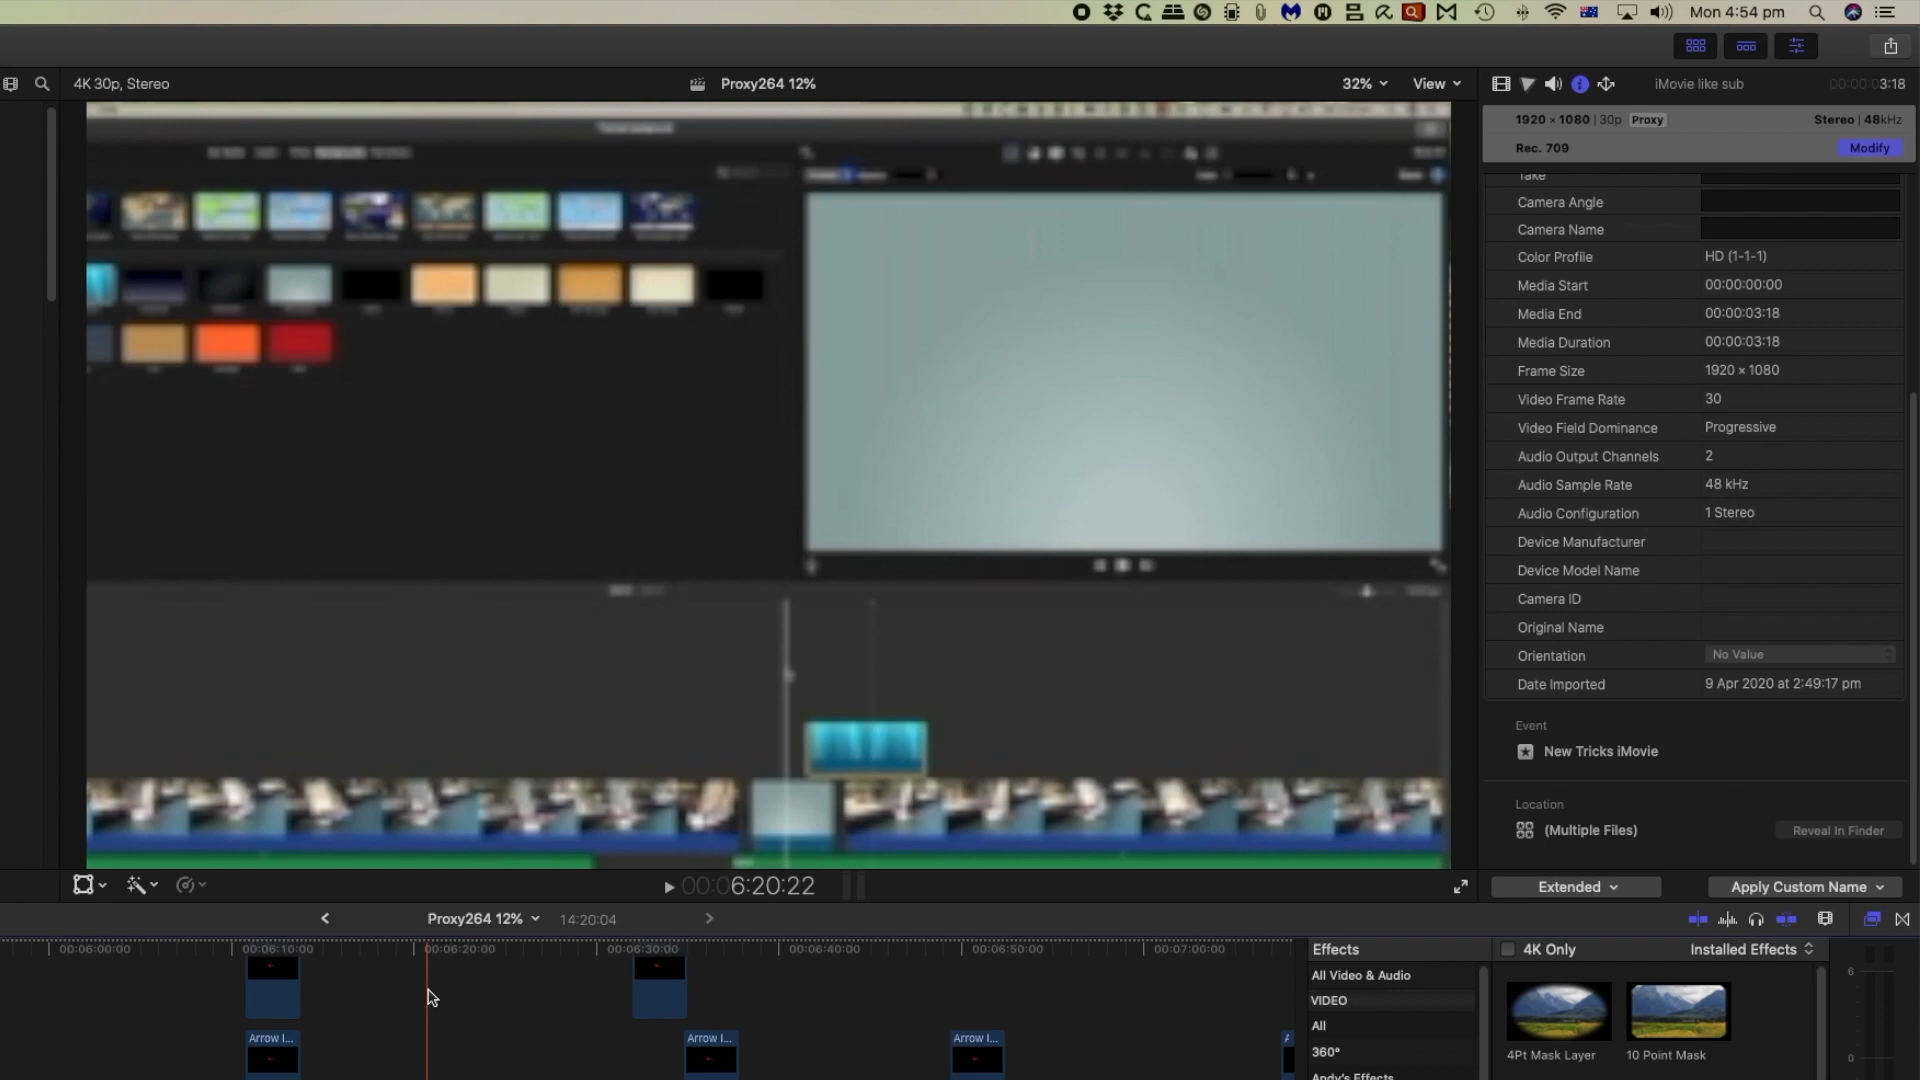 Mon 4:54 pm
4K 30p, Stereo
Proxy264 12%
32%
View
iMovie like sub
00:00:03:18
1920 × 1080 | 30p Proxy
Stereo | 48kHz
Rec. 709
Modify
Take
Camera Angle
Camera Name
Color Profile HD (1-1-1)
Media Start 00:00:00:00
Media End 00:00:03:18
Media Duration 00:00:03:18
Frame Size 1920 × 1080
Video Frame Rate 30
Video Field Dominance Progressive
Audio Output Channels 2
Audio Sample Rate 48 kHz
Audio Configuration 1 Stereo
Device Manufacturer
Device Model Name
Camera ID
Original Name
Orientation No Value
Date Imported 9 Apr 2020 at 2:49:17 pm
Event
New Tricks iMovie
Location
(Multiple Files)
Reveal In Finder
00:06:20:22
Extended
Apply Custom Name
Proxy264 12%
14:20:04
00:06:00:00
00:06:10:00
00:06:20:00
00:06:30:00
00:06:40:00
00:06:50:00
00:07:00:00
Arrow I...
Arrow I...
Arrow I...
Effects
4K Only
Installed Effects
All Video & Audio
VIDEO
All
360°
Andy's Effects
4Pt Mask Layer
10 Point Mask
6
0